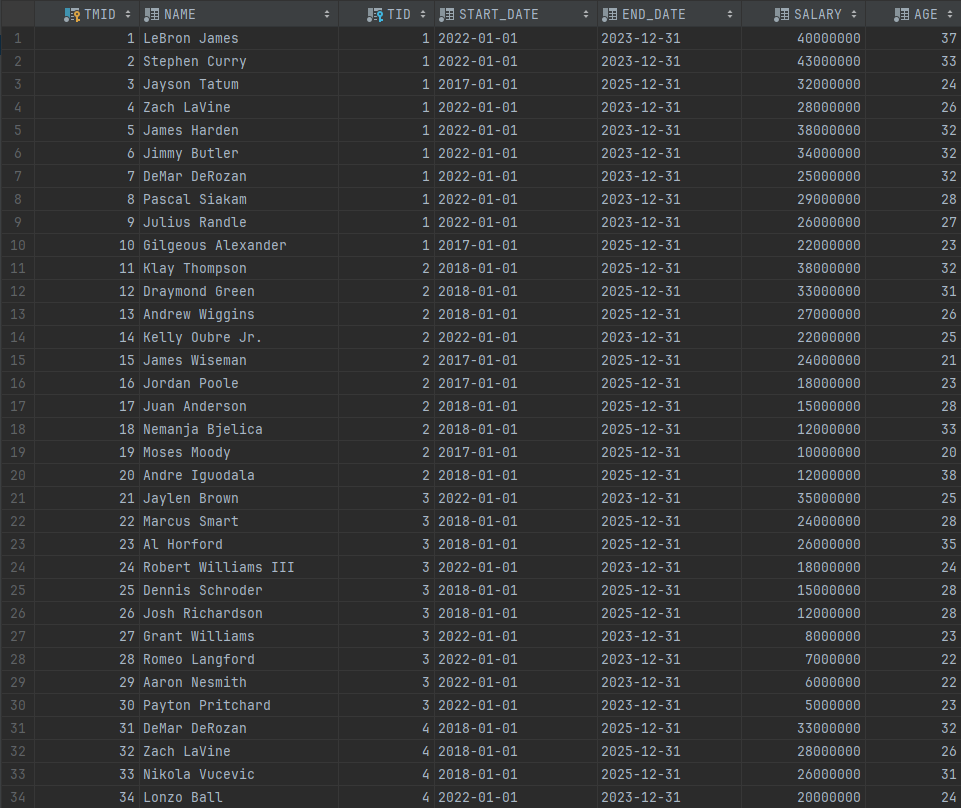 TMID NAME TID START_DATE END_DATE SALARY AGE
1 1 LeBron James 1 2022-01-01 2023-12-31 40000000 37
2 2 Stephen Curry 1 2022-01-01 2023-12-31 43000000 33
3 3 Jayson Tatum 1 2017-01-01 2023-12-31 32000000 24
4 4 Zach LaVine 1 2022-01-01 2023-12-31 28000000 26
5 5 James Harden 1 2022-01-01 2023-12-31 38000000 32
6 6 Jimmy Butler 1 2022-01-01 2023-12-31 34000000 32
7 7 DeMar DeRozan 1 2022-01-01 2023-12-31 25000000 32
8 8 Pascal Siakam 1 2022-01-01 2023-12-31 29000000 28
9 9 Julius Randle 1 2022-01-01 2023-12-31 26000000 27
10 10 Gilgeous Alexander 1 2017-01-01 2025-12-31 22000000 23
11 11 Klay Thompson 2 2018-01-01 2025-12-31 38000000 32
12 12 Draymond Green 2 2018-01-01 2025-12-31 33000000 31
13 13 Andrew Wiggins 2 2018-01-01 2025-12-31 27000000 26
14 14 Kelly Oubre Jr. 2 2022-01-01 2023-12-31 22000000 25
15 15 James Wiseman 2 2017-01-01 2025-12-31 24000000 21
16 16 Jordan Poole 2 2017-01-01 2025-12-31 18000000 23
17 17 Juan Anderson 2 2018-01-01 2025-12-31 15000000 28
18 18 Nemanja Bjelica 2 2018-01-01 2025-12-31 12000000 33
19 19 Moses Moody 2 2017-01-01 2025-12-31 10000000 20
20 20 Andre Iguodala 2 2018-01-01 2025-12-31 12000000 38
21 21 Jaylen Brown 3 2022-01-01 2023-12-31 35000000 25
22 22 Marcus Smart 3 2018-01-01 2025-12-31 24000000 28
23 23 Al Horford 3 2018-01-01 2025-12-31 26000000 35
24 24 Robert Williams III 3 2022-01-01 2023-12-31 18000000 24
25 25 Dennis Schroder 3 2018-01-01 2025-12-31 15000000 28
26 26 Josh Richardson 3 2018-01-01 2025-12-31 12000000 28
27 27 Grant Williams 3 2022-01-01 2023-12-31 8000000 23
28 28 Romeo Langford 3 2022-01-01 2023-12-31 7000000 22
29 29 Aaron Nesmith 3 2022-01-01 2023-12-31 6000000 22
30 30 Payton Pritchard 3 2022-01-01 2023-12-31 5000000 23
31 31 DeMar DeRozan 4 2018-01-01 2025-12-31 33000000 32
32 32 Zach LaVine 4 2018-01-01 2025-12-31 28000000 26
33 33 Nikola Vucevic 4 2018-01-01 2025-12-31 26000000 31
34 34 Lonzo Ball 4 2022-01-01 2023-12-31 20000000 24